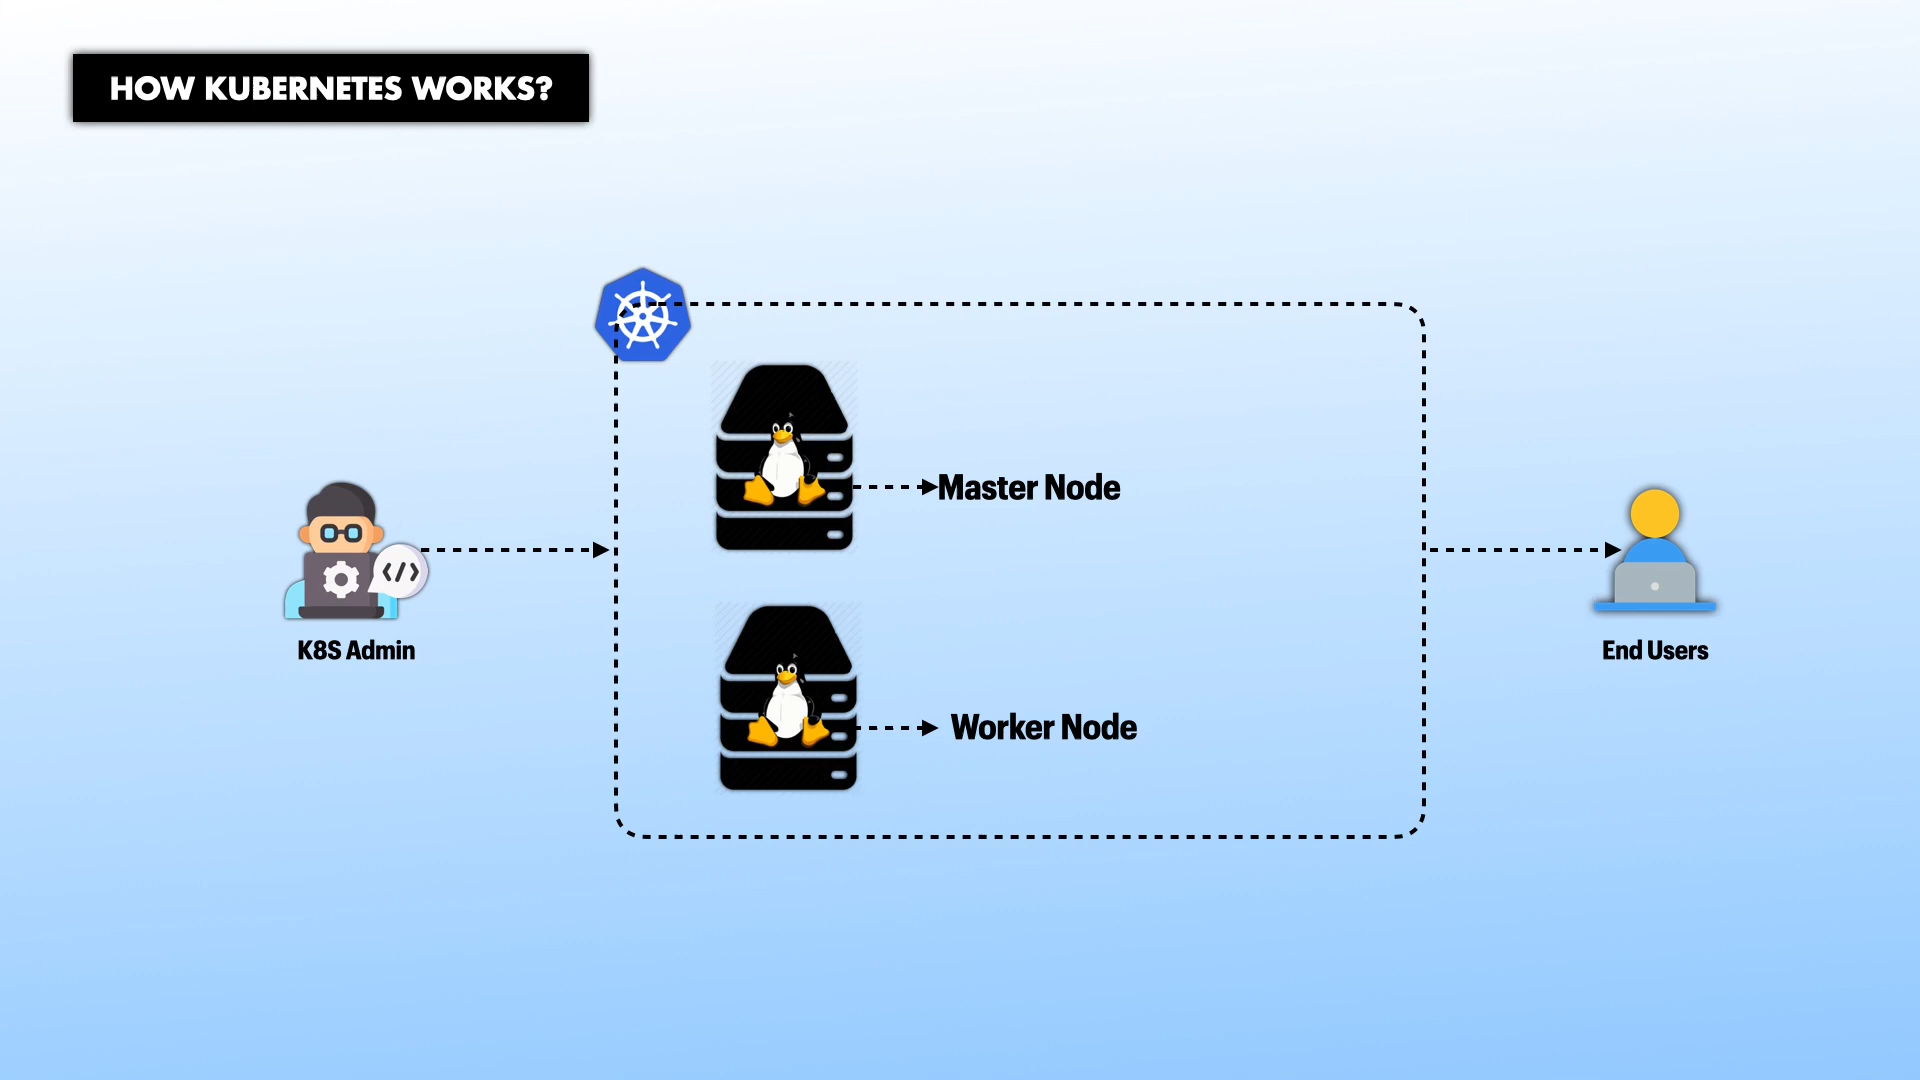 HOW KUBERNETES WORKS?
Master Node
</>
K8S Admin
End Users
Worker Node